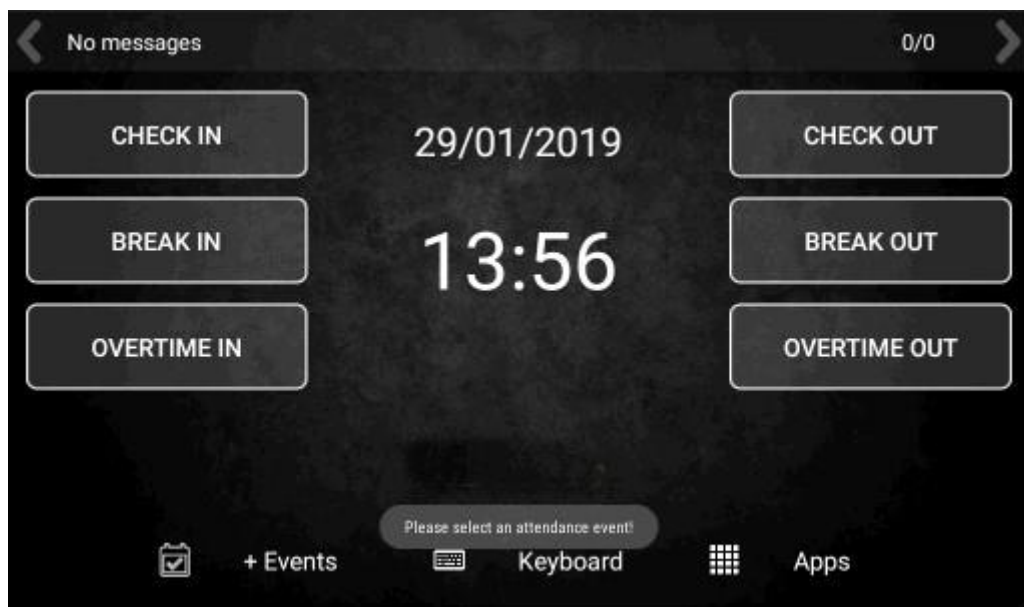 No messages 0/0
CHECK IN 29/01/2019 CHECK OUT
BREAK IN 13:56 BREAK OUT
OVERTIME IN OVERTIME OUT
Please select an attendance event!
+ Events Keyboard Apps